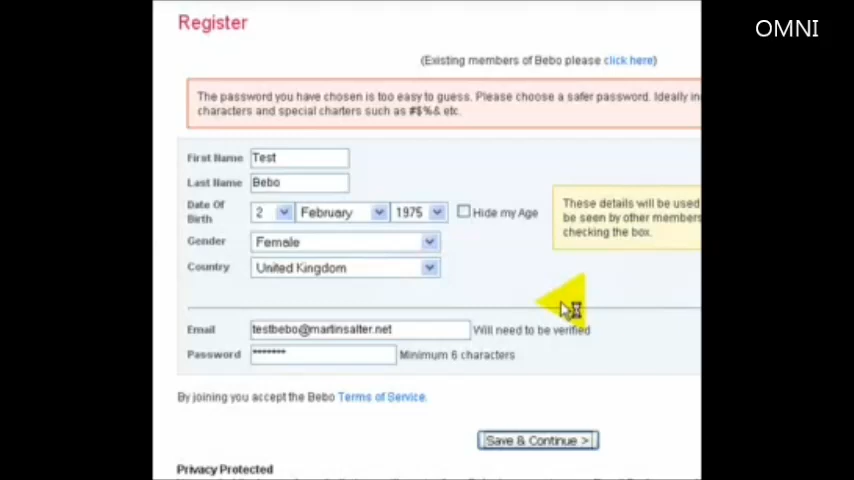 OMNI
Register
(Existing members of Bebo please click here)
The password you have chosen is too easy to guess. Please choose a safer password. Ideally in
characters and special charters such as #$%& etc.
First Name Test
Last Name Bebo
Date Of Birth 2 February 1975 Hide my Age
These details will be used
be seen by other members
checking the box.
Gender Female
Country United Kingdom
Email testbebo@martinsalter.net Will need to be verified
Password ******* Minimum 6 characters
By joining you accept the Bebo Terms of Service.
Save & Continue >
Privacy Protected